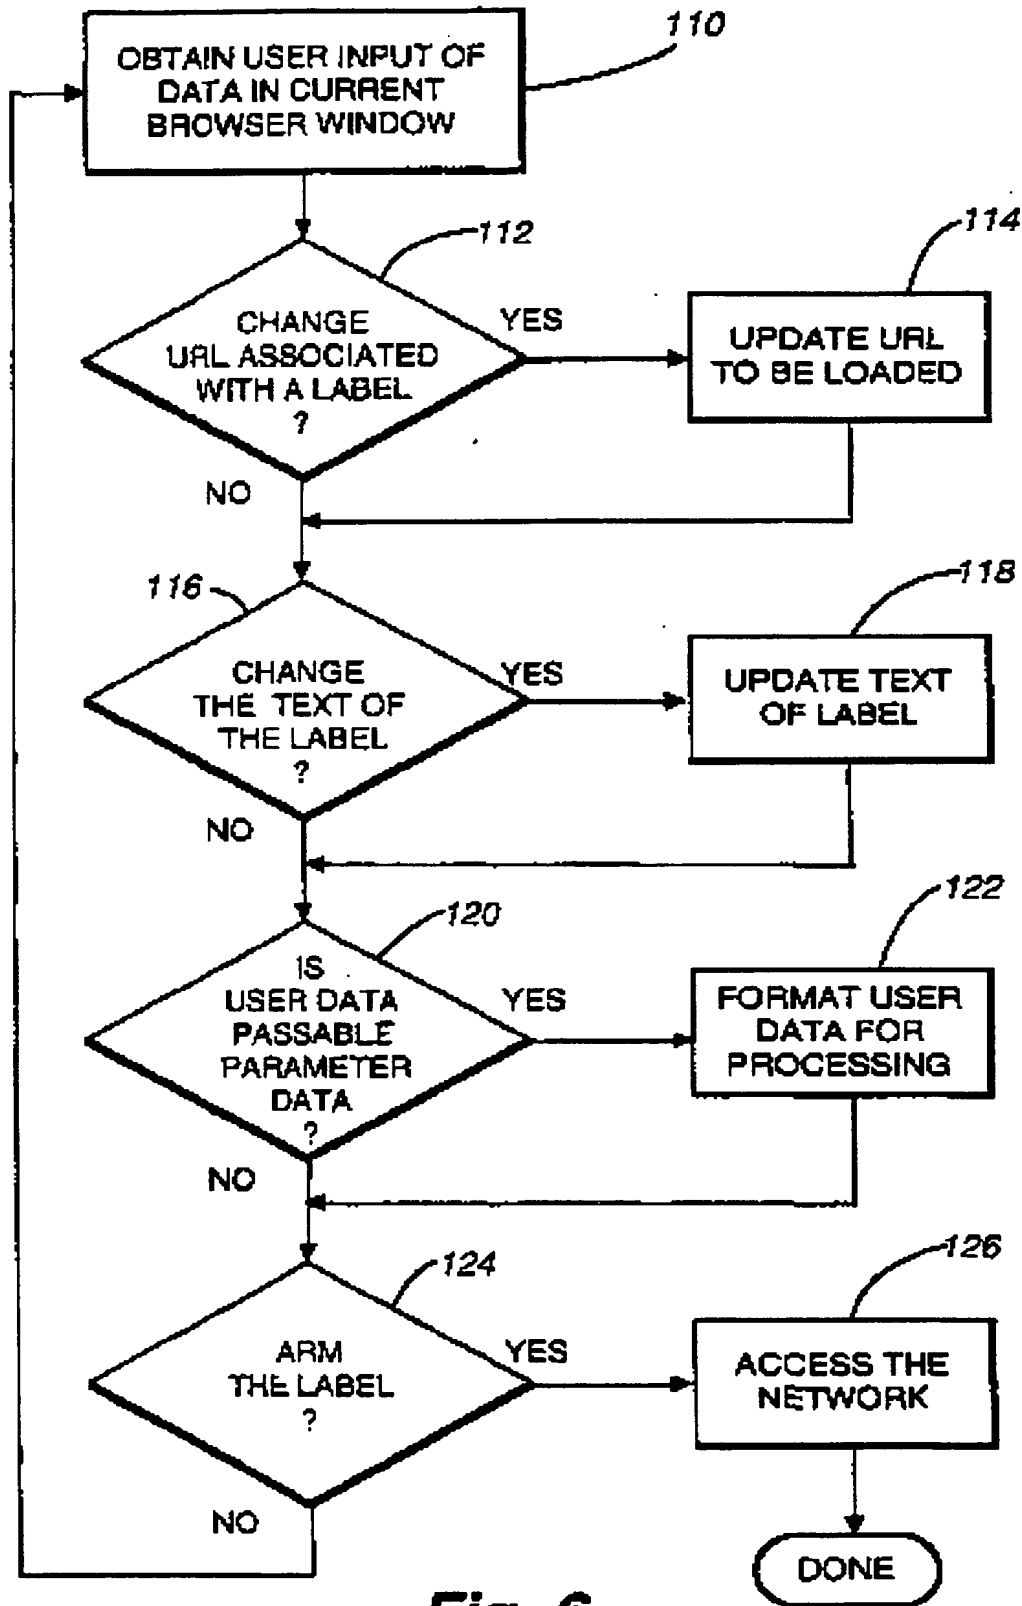 110
OBTAIN USER INPUT OF
DATA IN CURRENT
BROWSER WINDOW
112
CHANGE
URL ASSOCIATED
WITH A LABEL
?
YES
NO
114
UPDATE URL
TO BE LOADED
116
CHANGE
THE TEXT OF
THE LABEL
?
YES
NO
118
UPDATE TEXT
OF LABEL
120
IS
USER DATA
PASSABLE
PARAMETER
DATA
?
YES
NO
122
FORMAT USER
DATA FOR
PROCESSING
124
ARM
THE LABEL
?
YES
NO
126
ACCESS THE
NETWORK
DONE
Fig. 6